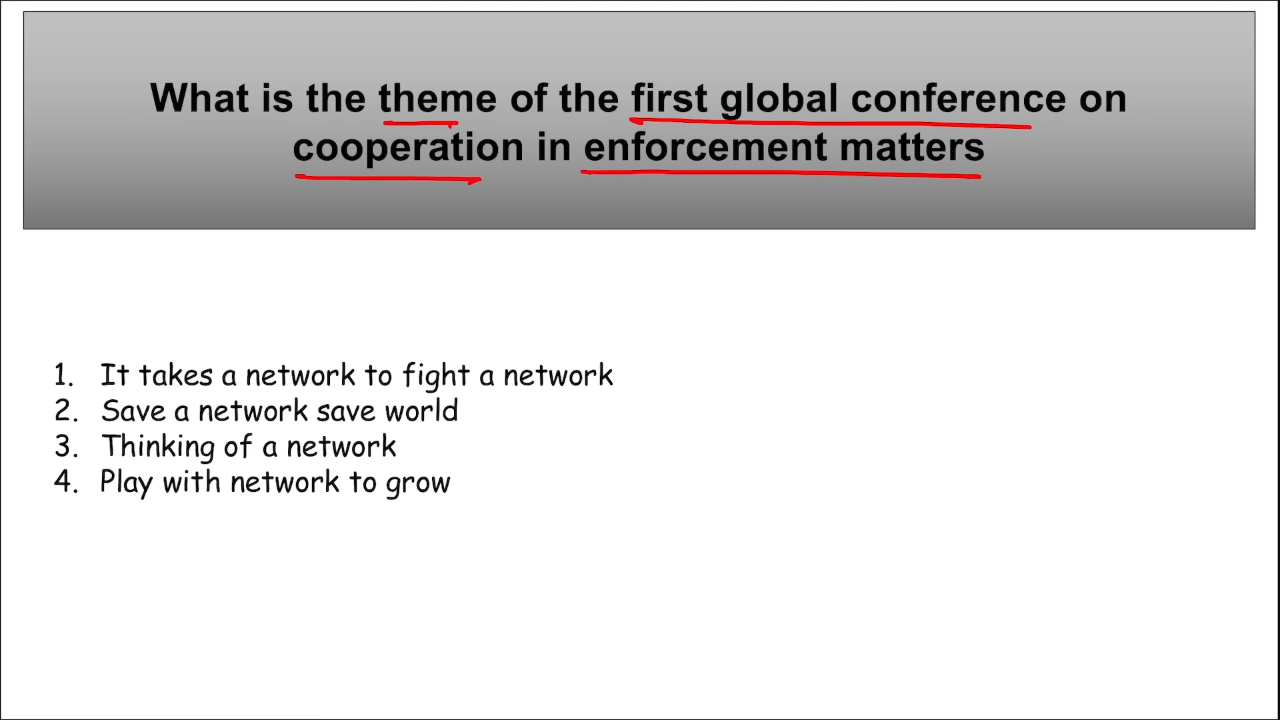 What is the theme of the first global conference on
cooperation in enforcement matters
1. It takes a network to fight a network
2. Save a network save world
3. Thinking of a network
4. Play with network to grow